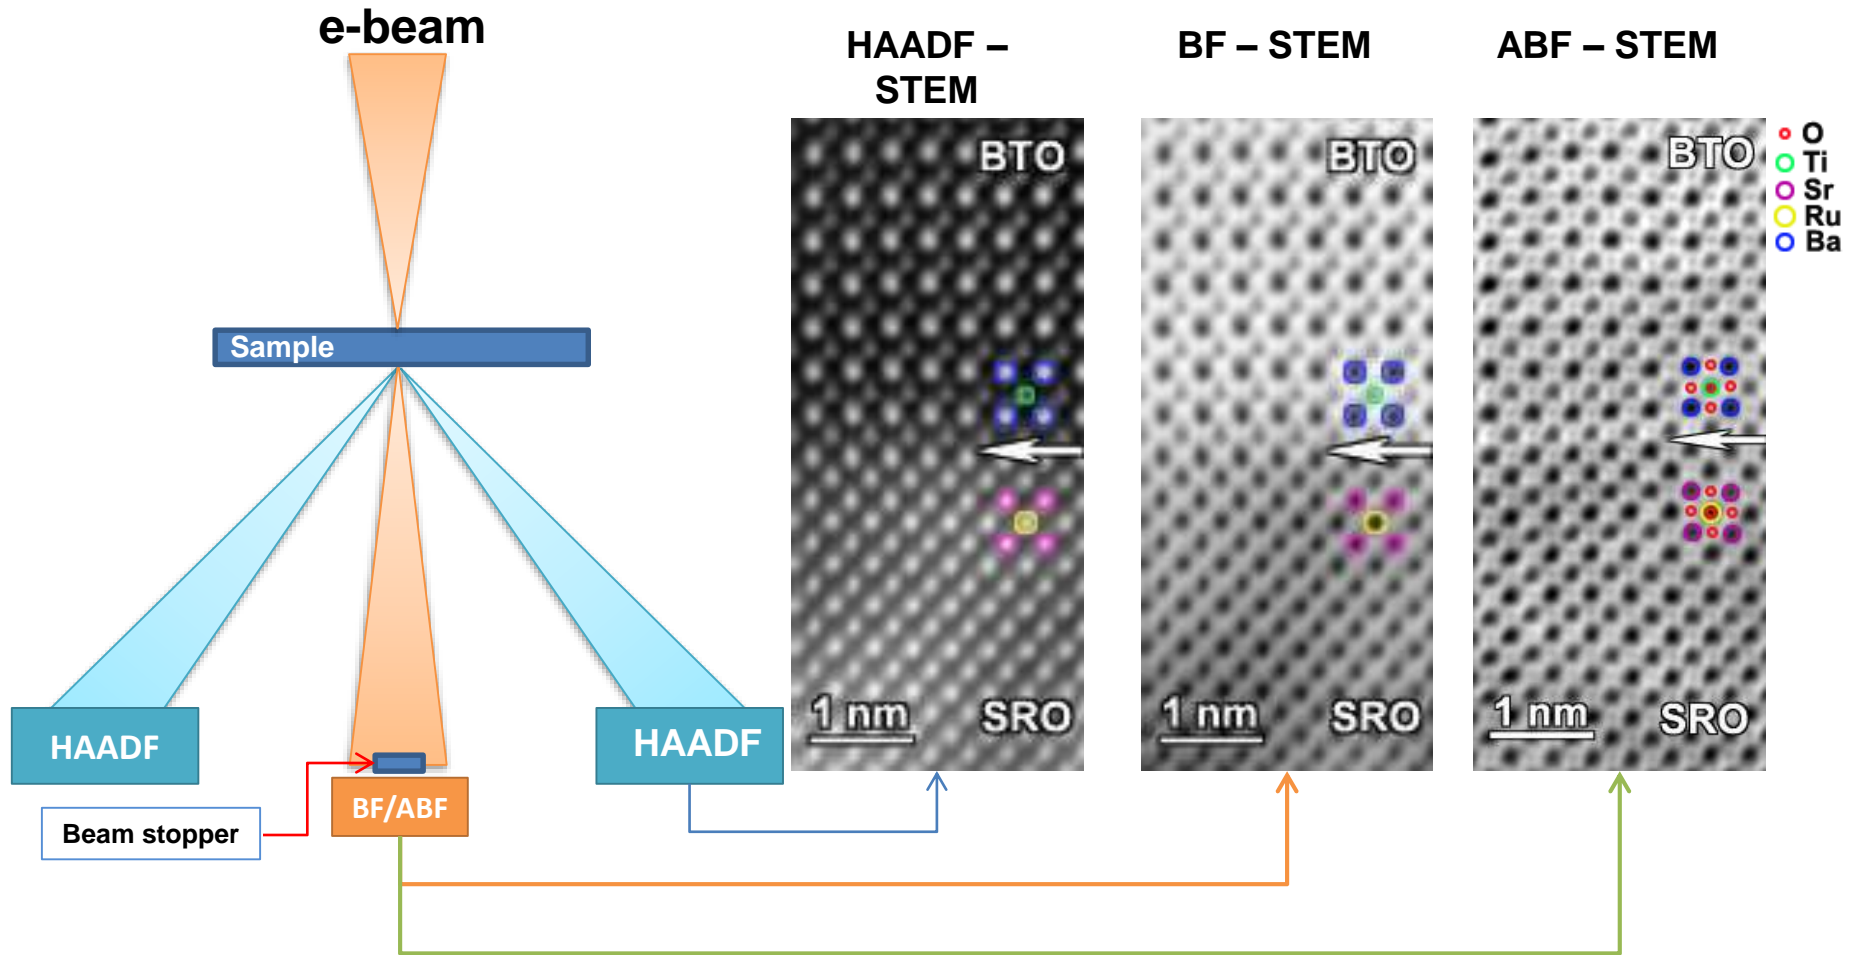 e-beam
HAADF –
STEM
BF – STEM
ABF – STEM
BTO
BTO
BTO
O
Ti
Sr
Ru
Ba
Sample
1 nm
SRO
1 nm
SRO
1 nm
SRO
HAADF
HAADF
BF/ABF
Beam stopper